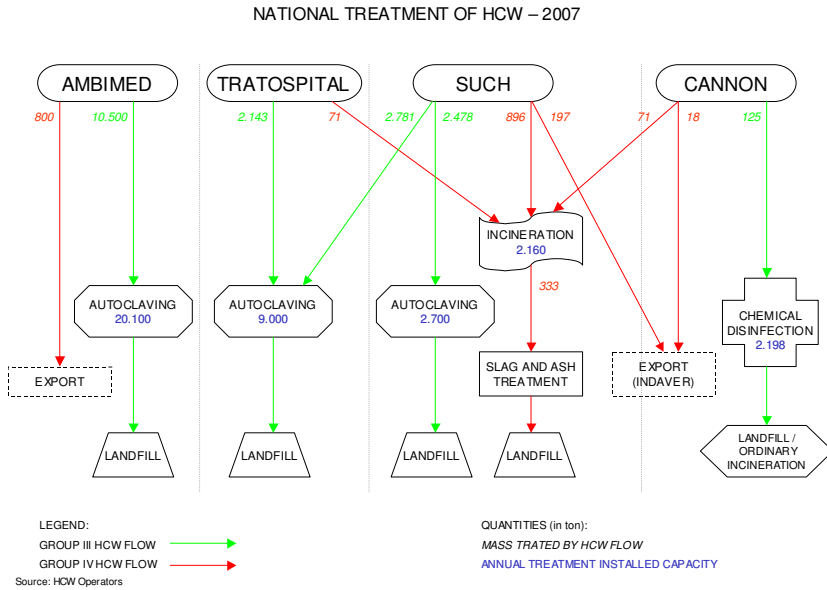 NATIONAL TREATMENT OF HCW – 2007
AMBIMED
TRATOSPITAL
SUCH
CANNON
800
10.500
2.143
71
2.781
2.478
896
197
71
18
125
INCINERATION
2.160
333
AUTOCLAVING
20.100
AUTOCLAVING
9.000
AUTOCLAVING
2.700
CHEMICAL
DISINFECTION
2.198
EXPORT
SLAG AND ASH
TREATMENT
EXPORT
(INDAVER)
LANDFILL
LANDFILL
LANDFILL
LANDFILL
LANDFILL /
ORDINARY
INCINERATION
LEGEND:
GROUP III HCW FLOW
GROUP IV HCW FLOW
Source: HCW Operators
QUANTITIES (in ton):
MASS TRATED BY HCW FLOW
ANNUAL TREATMENT INSTALLED CAPACITY